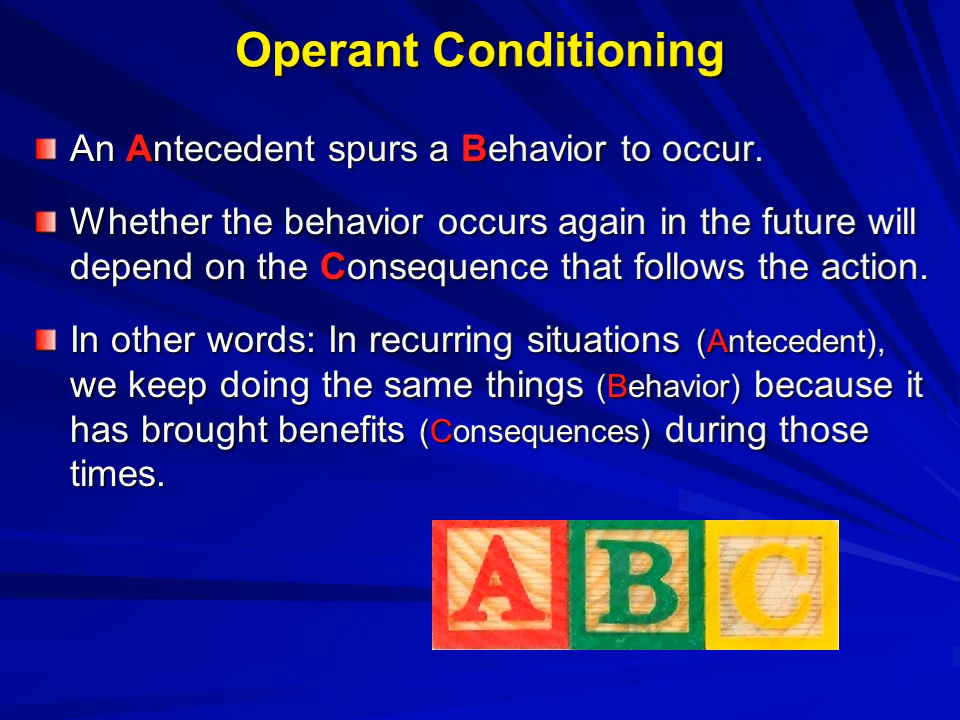 Operant Conditioning
An Antecedent spurs a Behavior to occur.
Whether the behavior occurs again in the future will
depend on the Consequence that follows the action.
In other words: In recurring situations (Antecedent),
we keep doing the same things (Behavior) because it
has brought benefits (Consequences) during those
times.
A B C